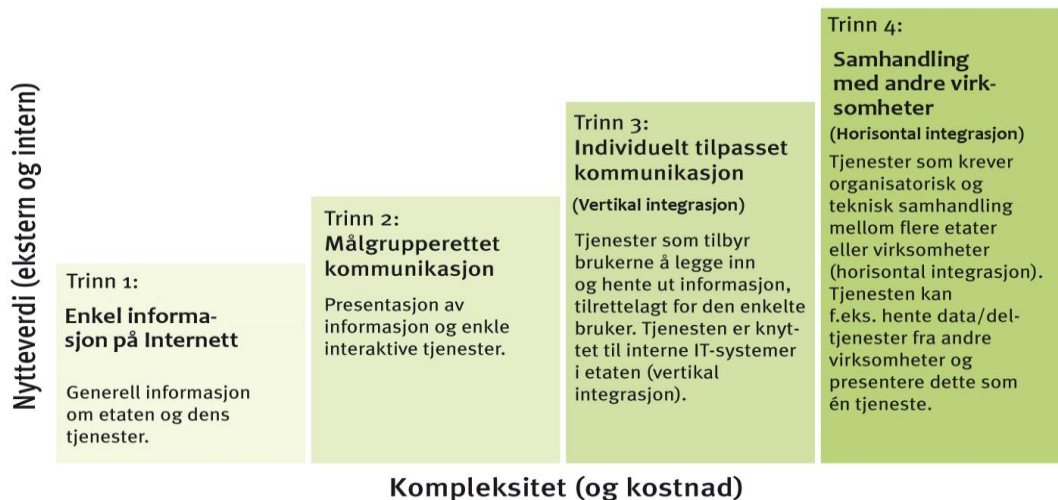 Nytteverdi (ekstern og intern)
Trinn 1:
Enkel informa-
sjon på Internett
Generell informasjon
om etaten og dens
tjenester.
Trinn 2:
Målgrupperettet
kommunikasjon
Presentasjon av
informasjon og enkle
interaktive tjenester.
Trinn 3:
Individuelt tilpasset
kommunikasjon
(Vertikal integrasjon)
Tjenester som tilbyr
brukerne å legge inn
og hente ut informasjon,
tilrettelagt for den enkelte
bruker. Tjenesten er knyt-
tet til interne IT-systemer
i etaten (vertikal
integrasjon).
Trinn 4:
Samhandling
med andre virk-
somheter
(Horisontal integrasjon)
Tjenester som krever
organisatorisk og
teknisk samhandling
mellom flere etater
eller virksomheter
(horisontal integrasjon).
Tjenesten kan
f.eks. hente data/del-
tjenester fra andre
virksomheter og
presentere dette som
én tjeneste.
Kompleksitet (og kostnad)